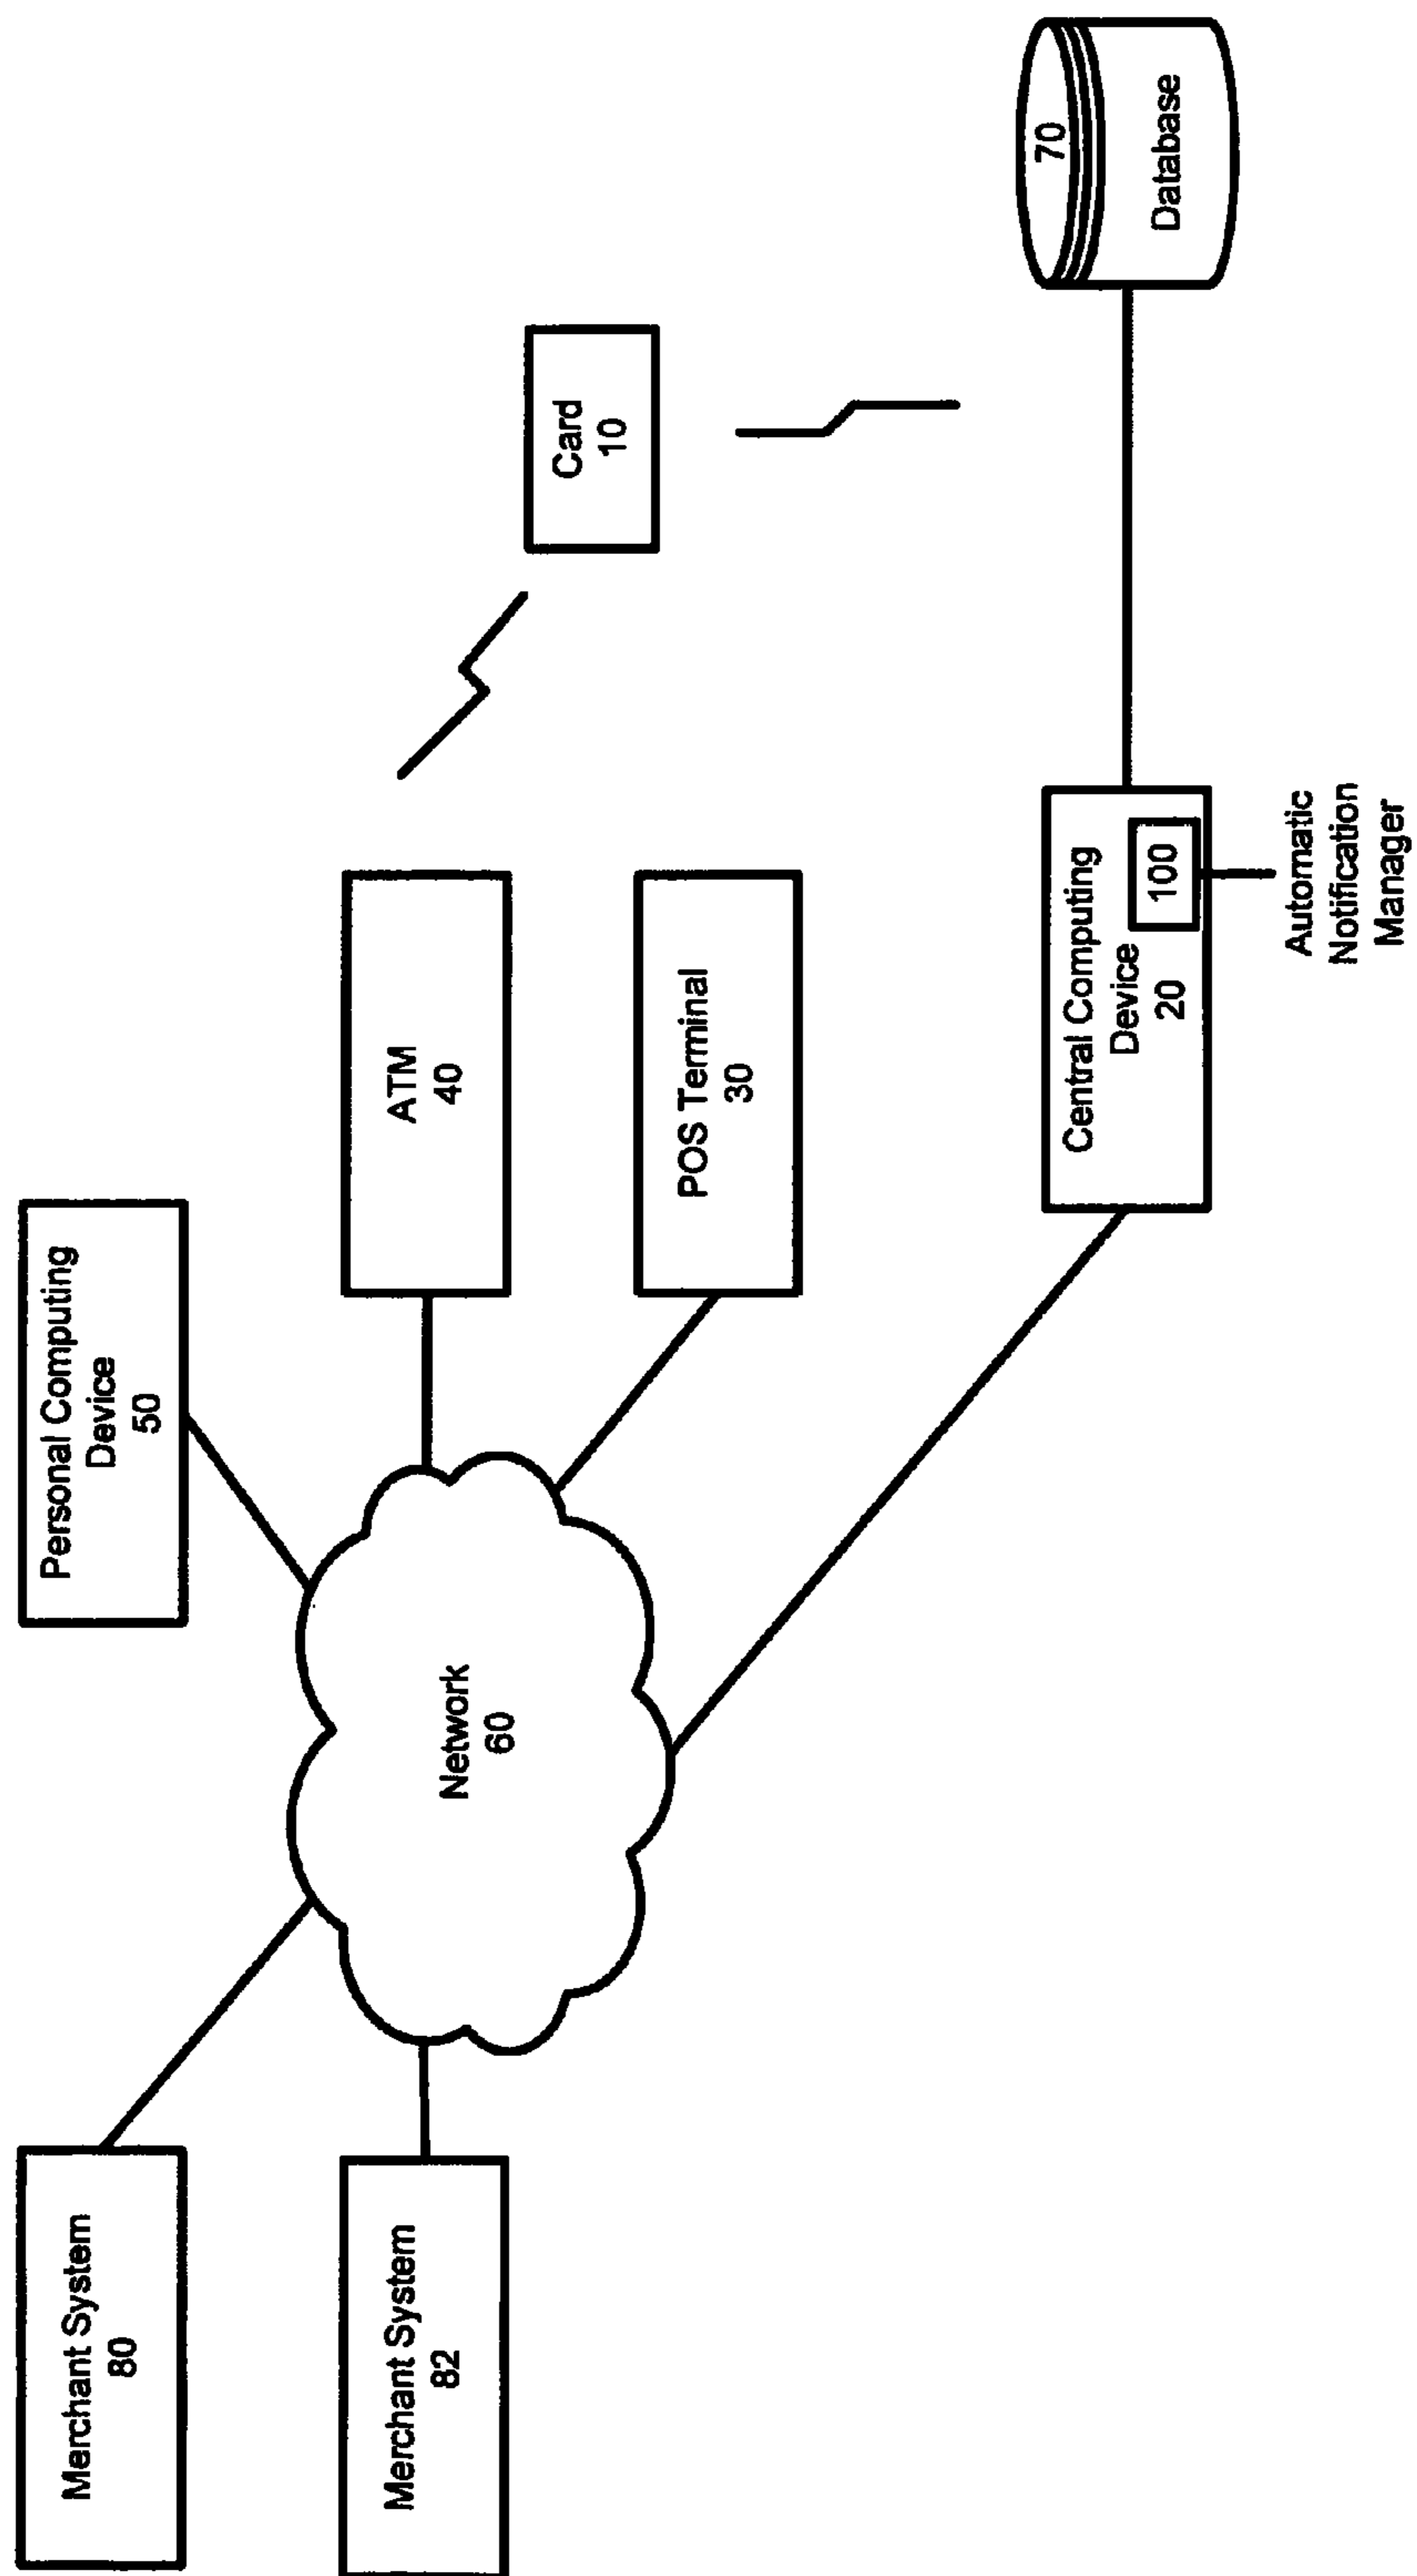 Merchant System
80
Merchant System
82
Personal Computing
Device
50
Network
60
ATM
40
POS Terminal
30
Card
10
Central Computing
Device
20
100
Automatic
Notification
Manager
70
Database